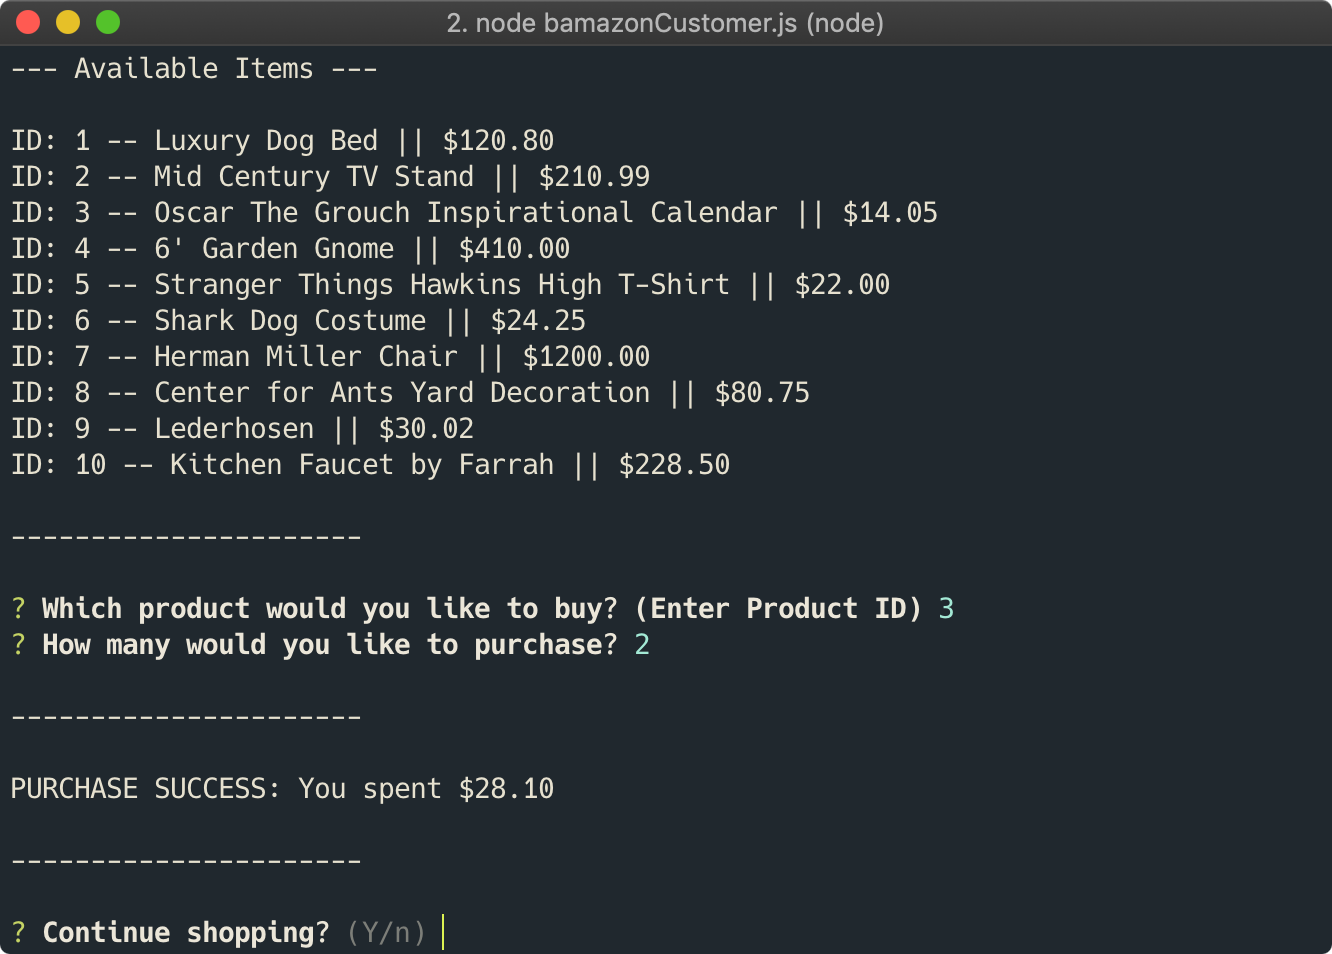 2. node bamazonCustomer.js (node)
--- Available Items ---
ID: 1 -- Luxury Dog Bed || $120.80
ID: 2 -- Mid Century TV Stand || $210.99
ID: 3 -- Oscar The Grouch Inspirational Calendar || $14.05
ID: 4 -- 6' Garden Gnome || $410.00
ID: 5 -- Stranger Things Hawkins High T-Shirt || $22.00
ID: 6 -- Shark Dog Costume || $24.25
ID: 7 -- Herman Miller Chair || $1200.00
ID: 8 -- Center for Ants Yard Decoration || $80.75
ID: 9 -- Lederhosen || $30.02
ID: 10 -- Kitchen Faucet by Farrah || $228.50
----------------------
? Which product would you like to buy? (Enter Product ID) 3
? How many would you like to purchase? 2
----------------------
PURCHASE SUCCESS: You spent $28.10
----------------------
? Continue shopping? (Y/n)